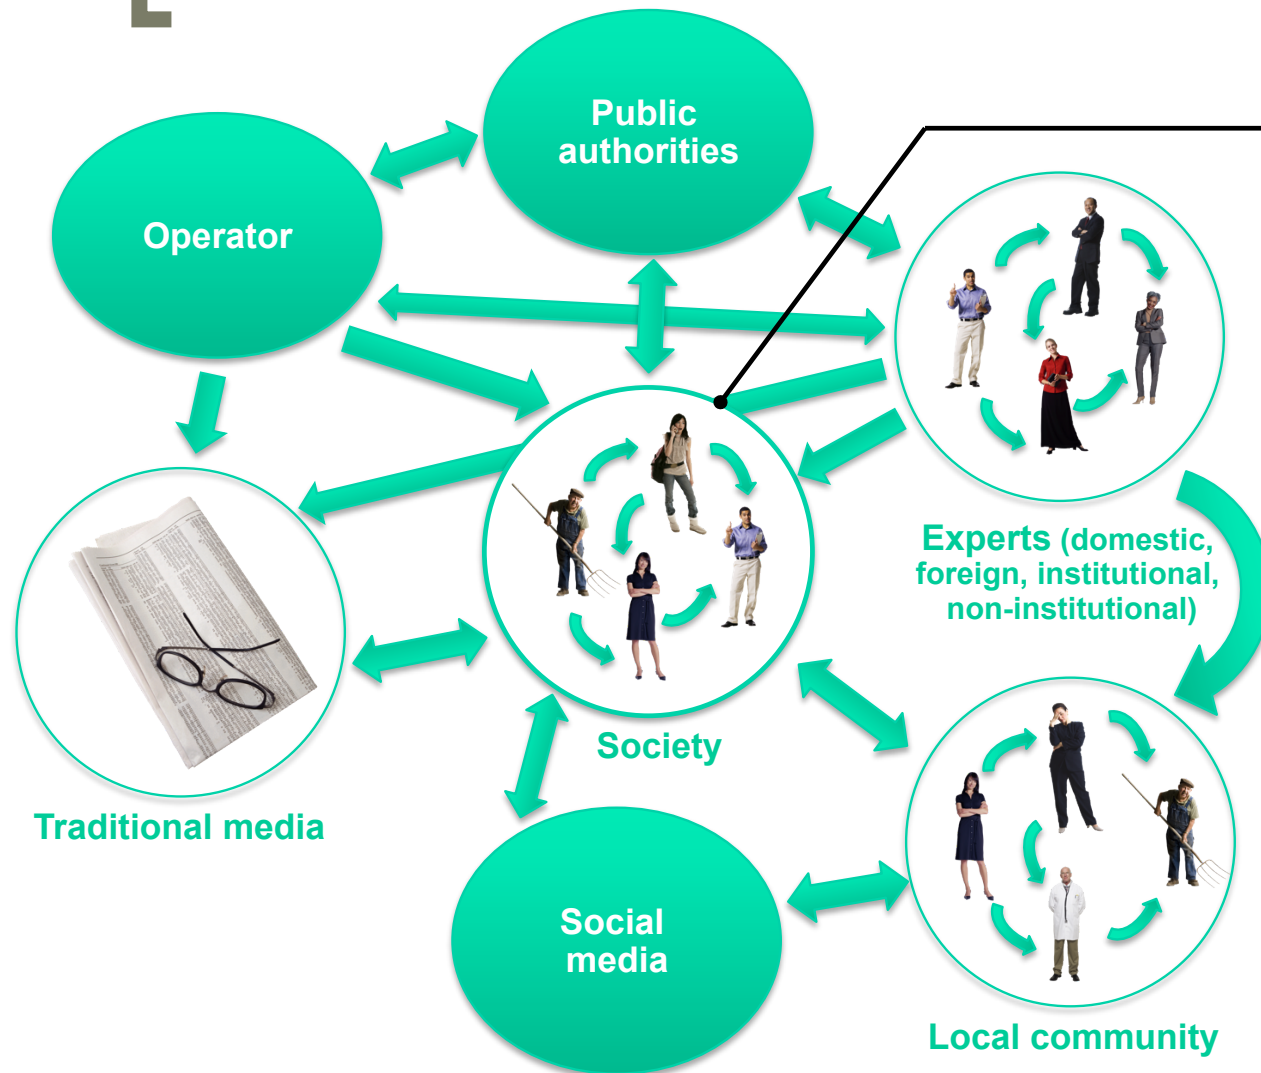 Public
authorities
Operator
Experts (domestic,
foreign, institutional,
non-institutional)
Society
Traditional media
Social
media
Local community